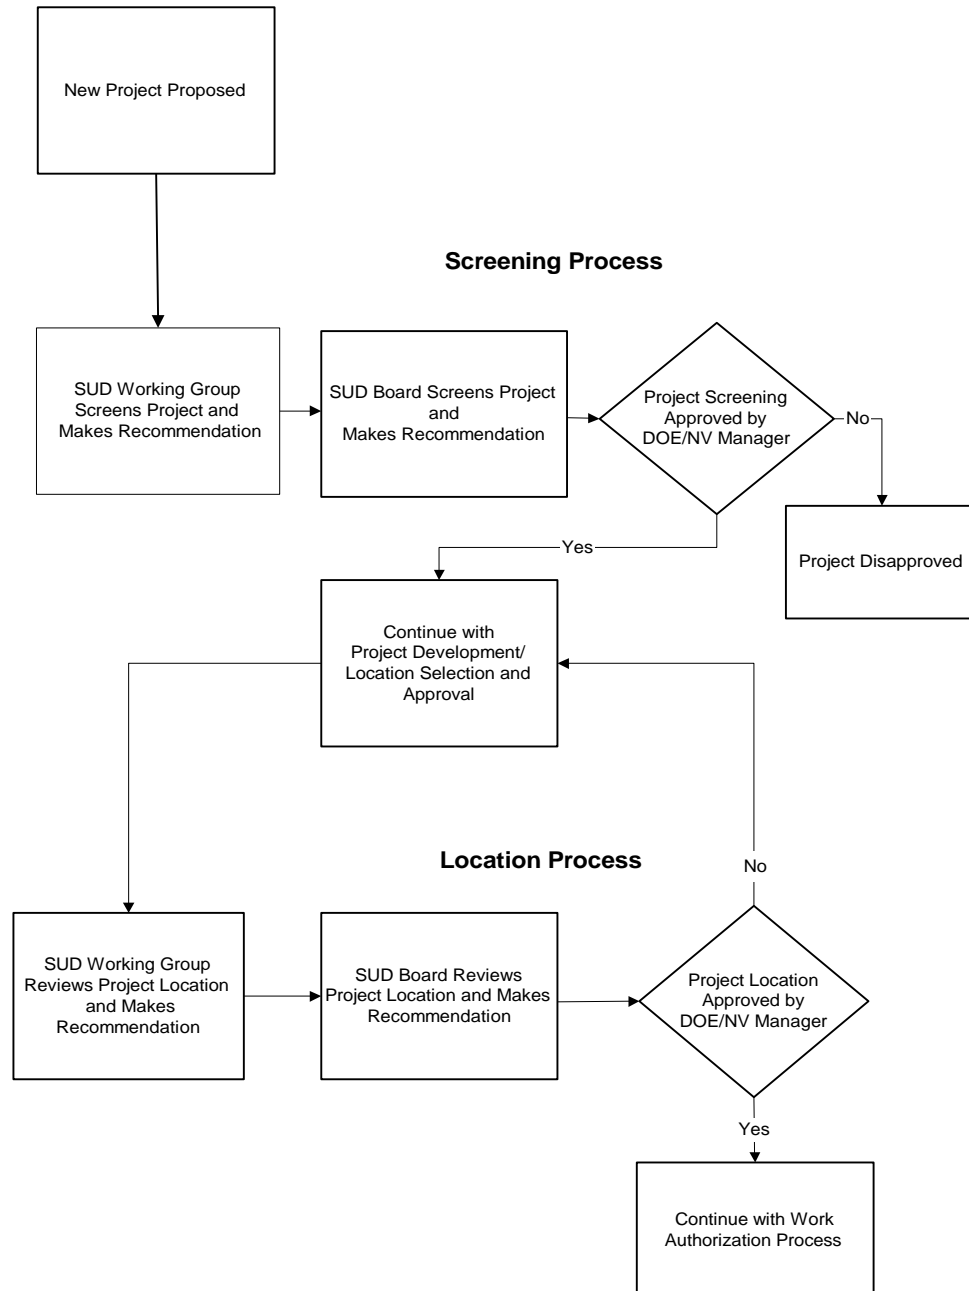 New Project Proposed
Screening Process
SUD Working Group
Screens Project and
Makes Recommendation
SUD Board Screens Project
and
Makes Recommendation
Project Screening
Approved by
DOE/NV Manager
No
Project Disapproved
Yes
Continue with
Project Development/
Location Selection and
Approval
Location Process
No
SUD Working Group
Reviews Project Location
and Makes
Recommendation
SUD Board Reviews
Project Location and Makes
Recommendation
Project Location
Approved by
DOE/NV Manager
Yes
Continue with Work
Authorization Process